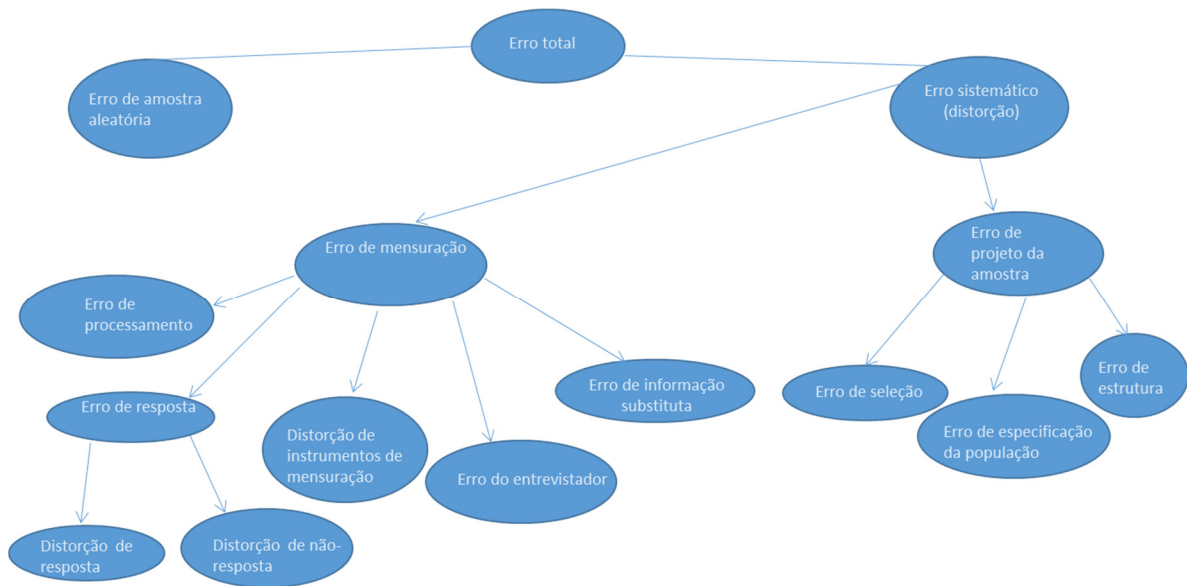 Erro total
Erro de amostra
aleatória
Erro sistemático
(distorção)
Erro de mensuração
Erro de
projeto da
amostra
Erro de
processamento
Erro de resposta
Distorção de
instrumentos de
mensuração
Erro do entrevistador
Erro de informação
substituta
Erro de seleção
Erro de especificação
da população
Erro de
estrutura
Distorção de
resposta
Distorção de não-
resposta